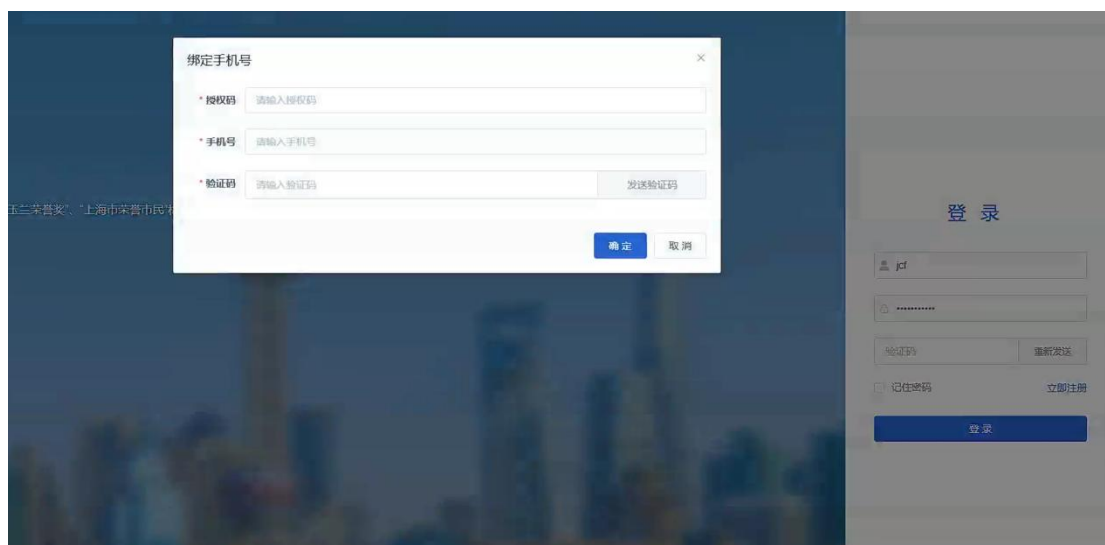 绑定手机号
* 授权码 请输入授权码
* 手机号 请输入手机号
* 验证码 请输入验证码 发送验证码
确定 取消
玉兰荣誉奖"、"上海市荣誉市民"
登录
jcf
验证码 重新发送
记住密码 立即注册
登录